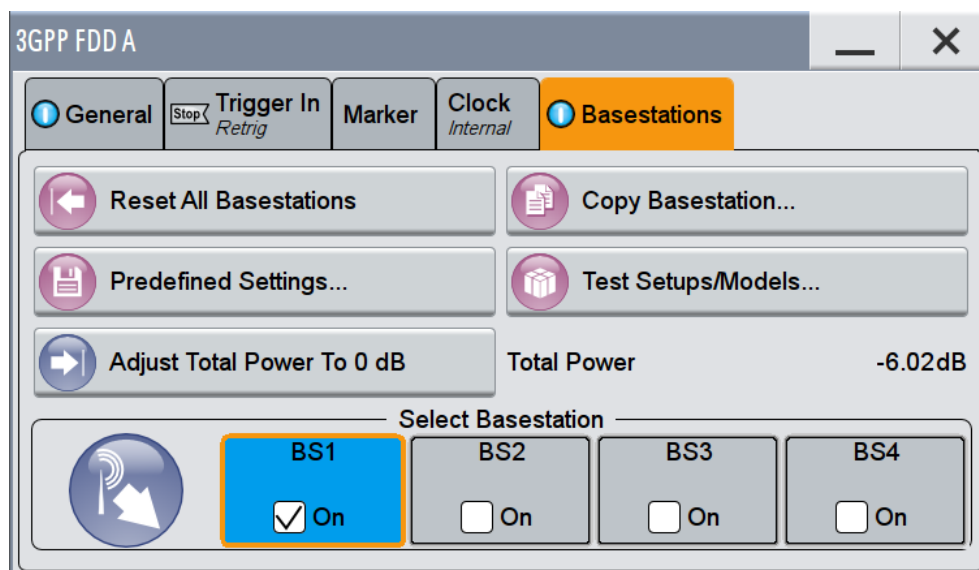 3GPP FDD A
General
Stop
Trigger In
Retrig
Marker
Clock
Internal
Basestations
Reset All Basestations
Copy Basestation...
Predefined Settings...
Test Setups/Models...
Adjust Total Power To 0 dB
Total Power
-6.02dB
Select Basestation
BS1
On
BS2
On
BS3
On
BS4
On